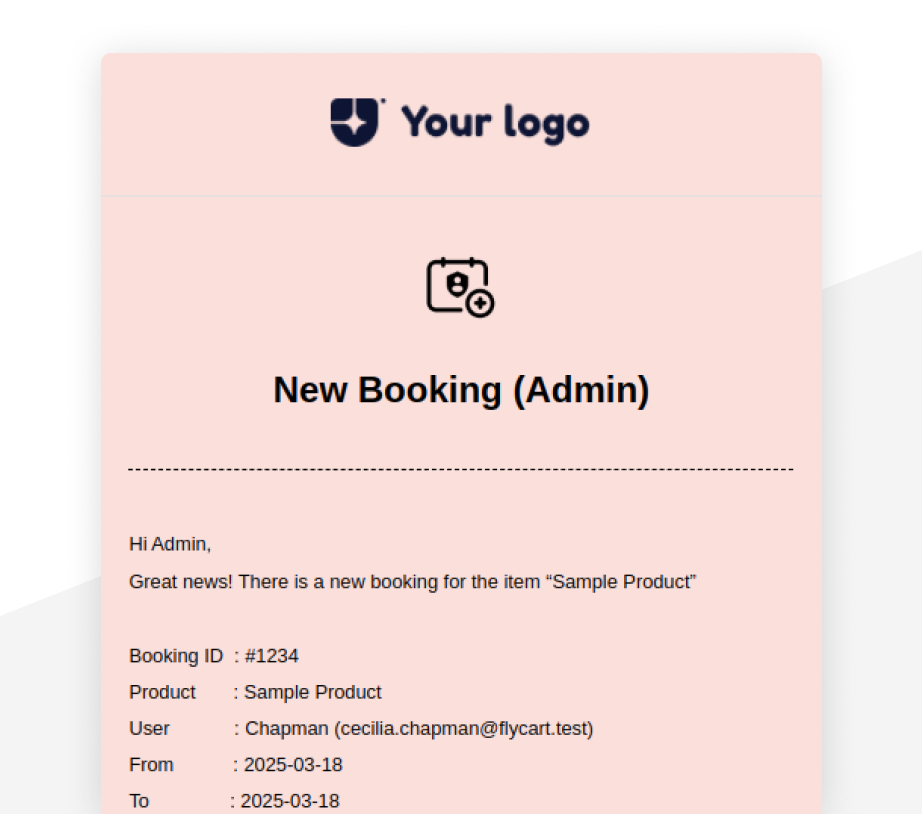 Your logo
New Booking (Admin)
Hi Admin,
Great news! There is a new booking for the item “Sample Product”
Booking ID : #1234
Product : Sample Product
User : Chapman (cecilia.chapman@flycart.test)
From : 2025-03-18
To : 2025-03-18